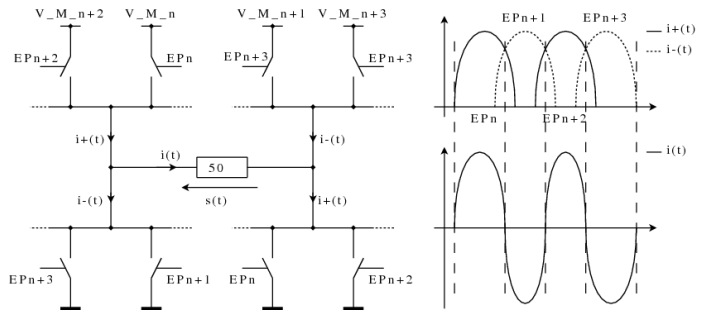 V_M_n+2 V_M_n V_M_n+1 V_M_n+3
EPn+2 EPn EPn+3 EPn+3
i+(t) i-(t)
i(t) 50
s(t)
i-(t) i+(t)
EPn+3 EPn+1 EPn EPn+2
EPn+1 EPn+3
i+(t)
i-(t)
EPn EPn+2
i(t)